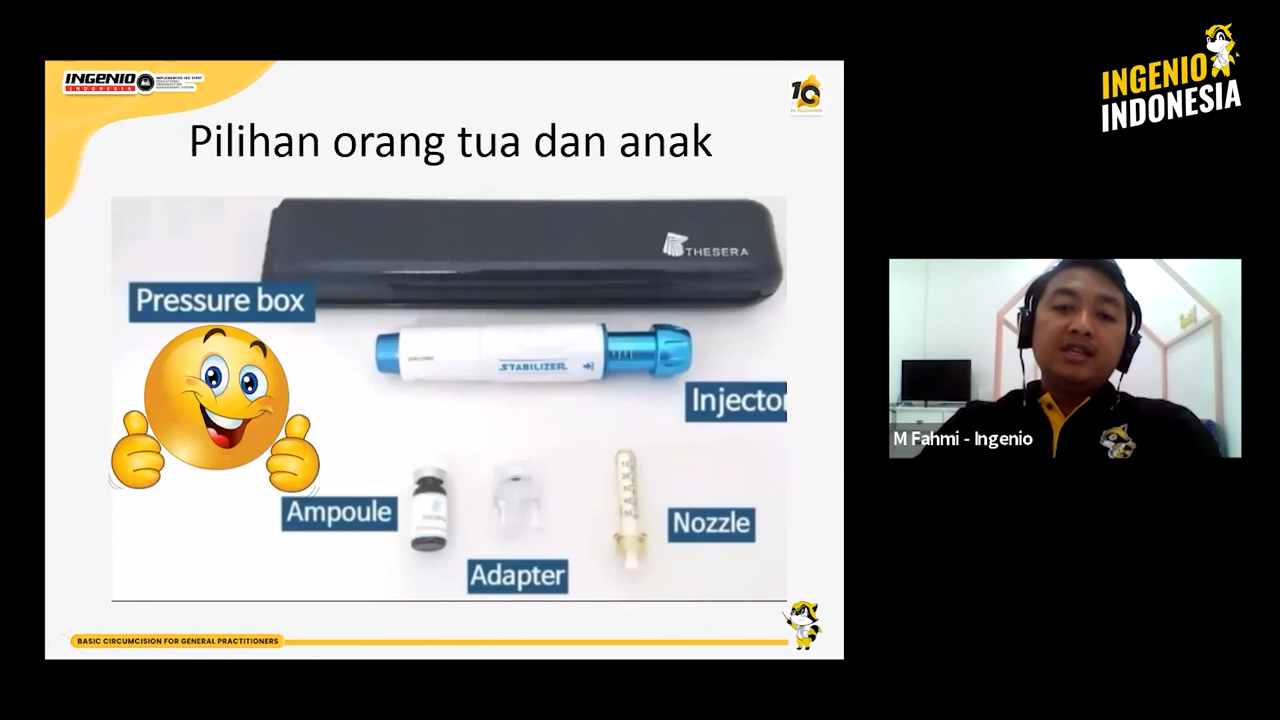 INGENIO
INDONESIA
Pilihan orang tua dan anak
THESERA
Pressure box
STABILIZER
Injector
Ampoule
Adapter
Nozzle
BASIC CIRCUMCISION FOR GENERAL PRACTITIONERS
INGENIO
INDONESIA
M Fahmi - Ingenio